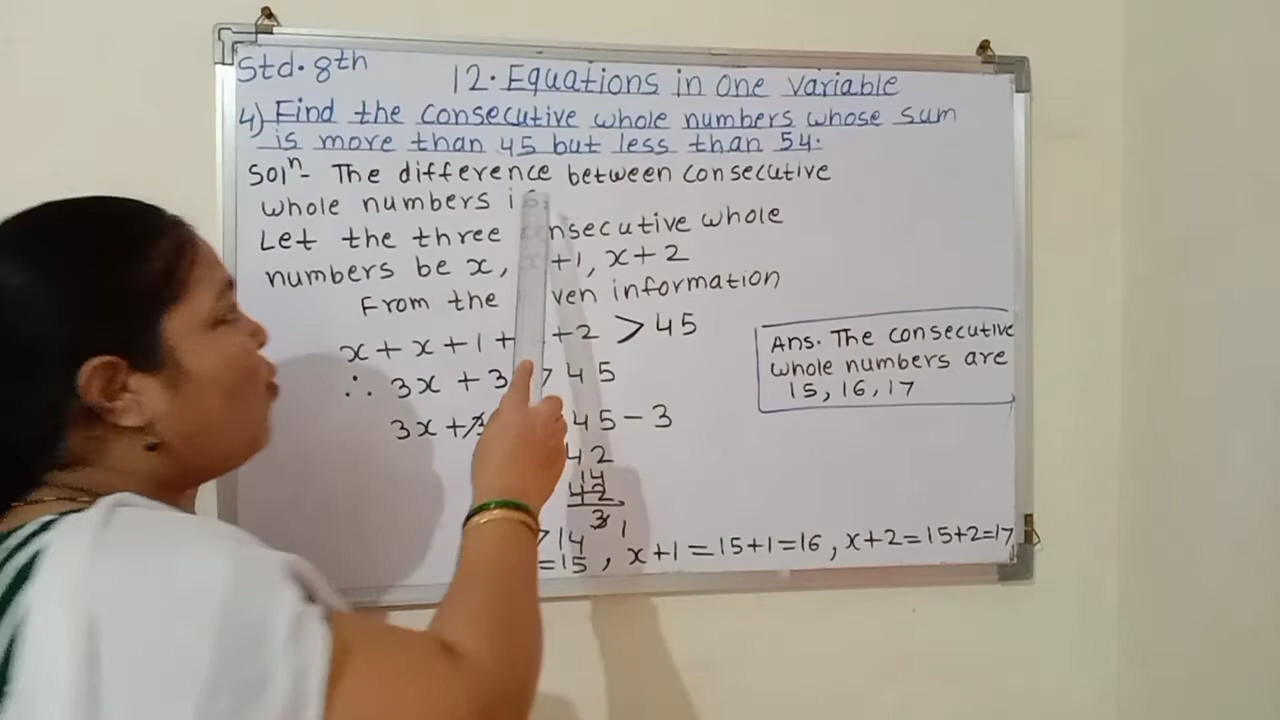 Std. 8th
12. Equations in one variable
4) Find the consecutive whole numbers whose sum
is more than 45 but less than 54.
Solⁿ- The difference between consecutive
whole numbers
Let the three consecutive whole
numbers be x, x+1, x+2
From the ven information
x + x + 1 + +2 > 45
∴ 3x + 3 > 45
3x + 3 45 - 3
42
14
42
3 1
> 14
= 15 , x+1 = 15+1=16 , x+2=15+2=17
Ans. The consecutive
whole numbers are
15, 16, 17